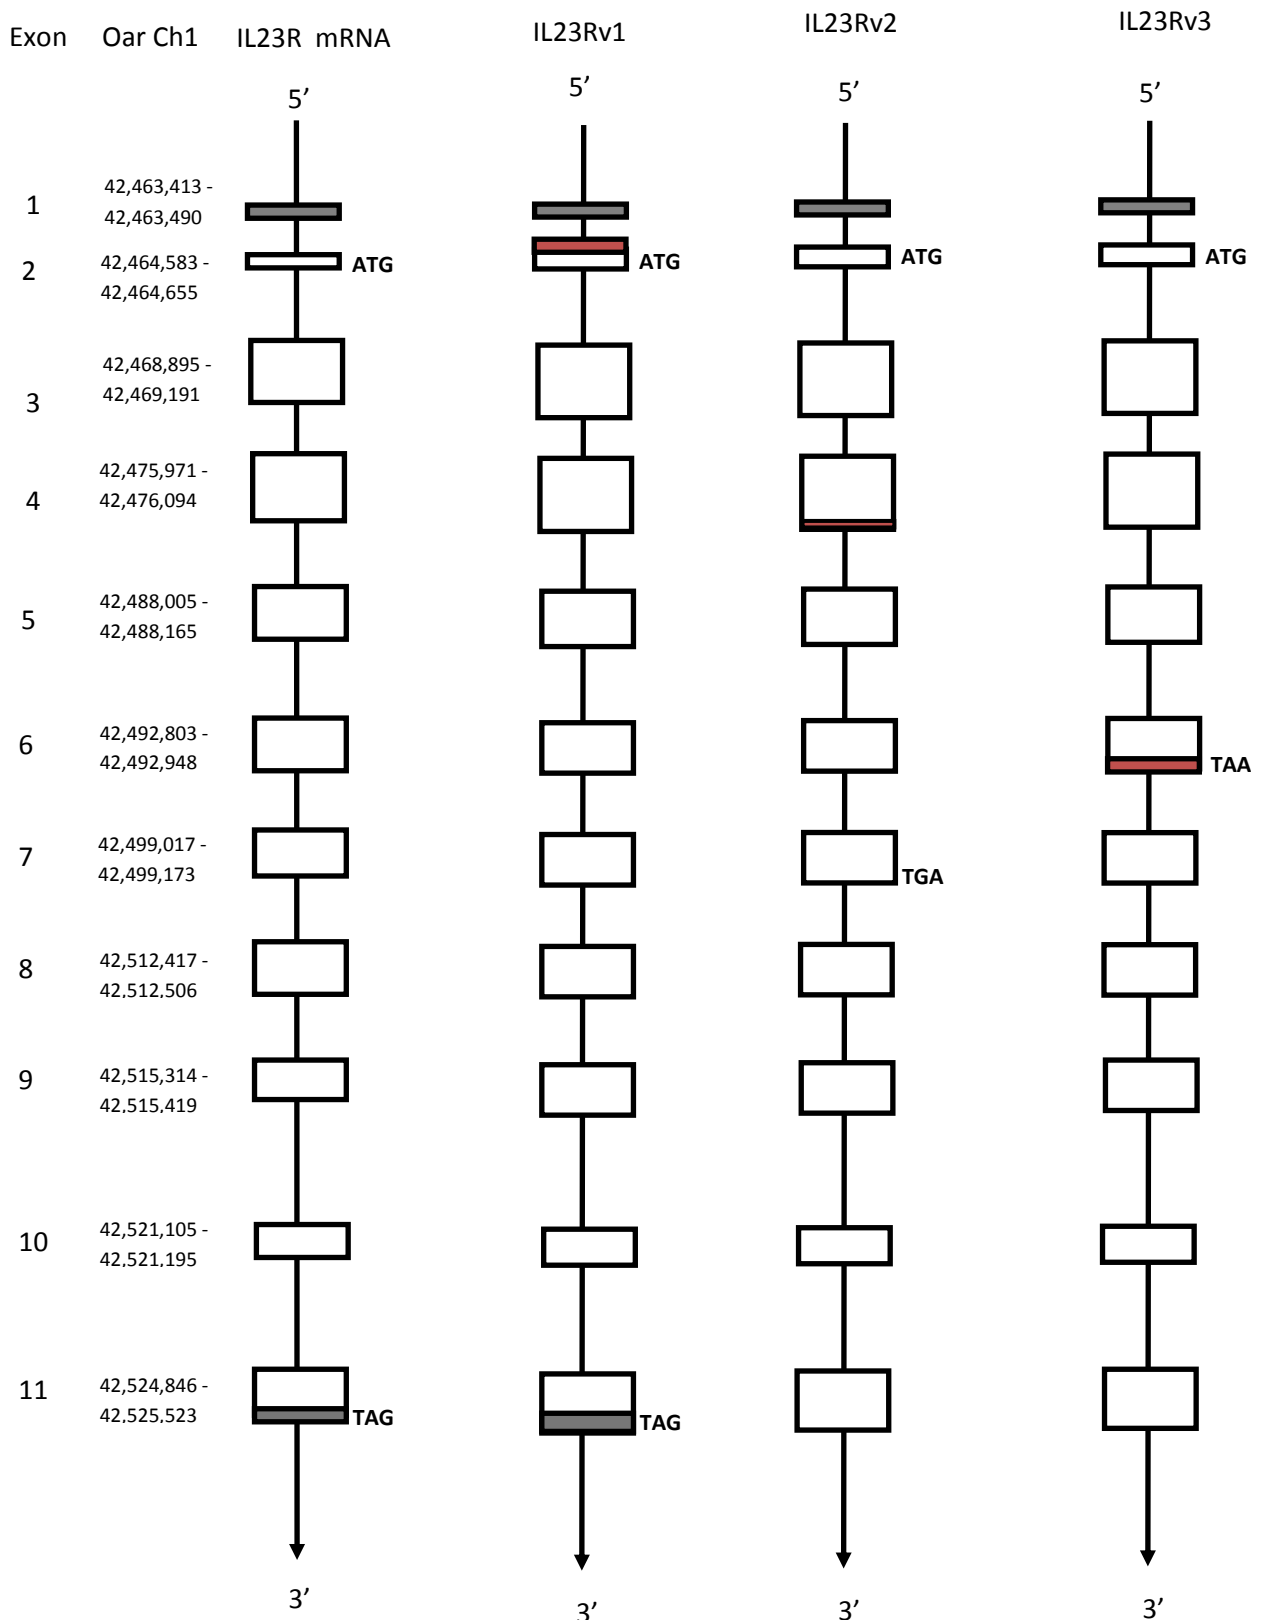 Exon Oar Ch1 IL23R mRNA IL23Rv1 IL23Rv2 IL23Rv3
5’ 5’ 5’ 5’
1 42,463,413 -
42,463,490
2 42,464,583 - ATG ATG ATG ATG
42,464,655
42,468,895 -
3 42,469,191
42,475,971 -
4 42,476,094
42,488,005 -
5 42,488,165
42,492,803 -
6 42,492,948 TAA
42,499,017 -
7 42,499,173 TGA
42,512,417 -
8 42,512,506
42,515,314 -
9 42,515,419
42,521,105 -
10 42,521,195
42,524,846 -
11 42,525,523 TAG TAG
3’ 3’ 3’ 3’